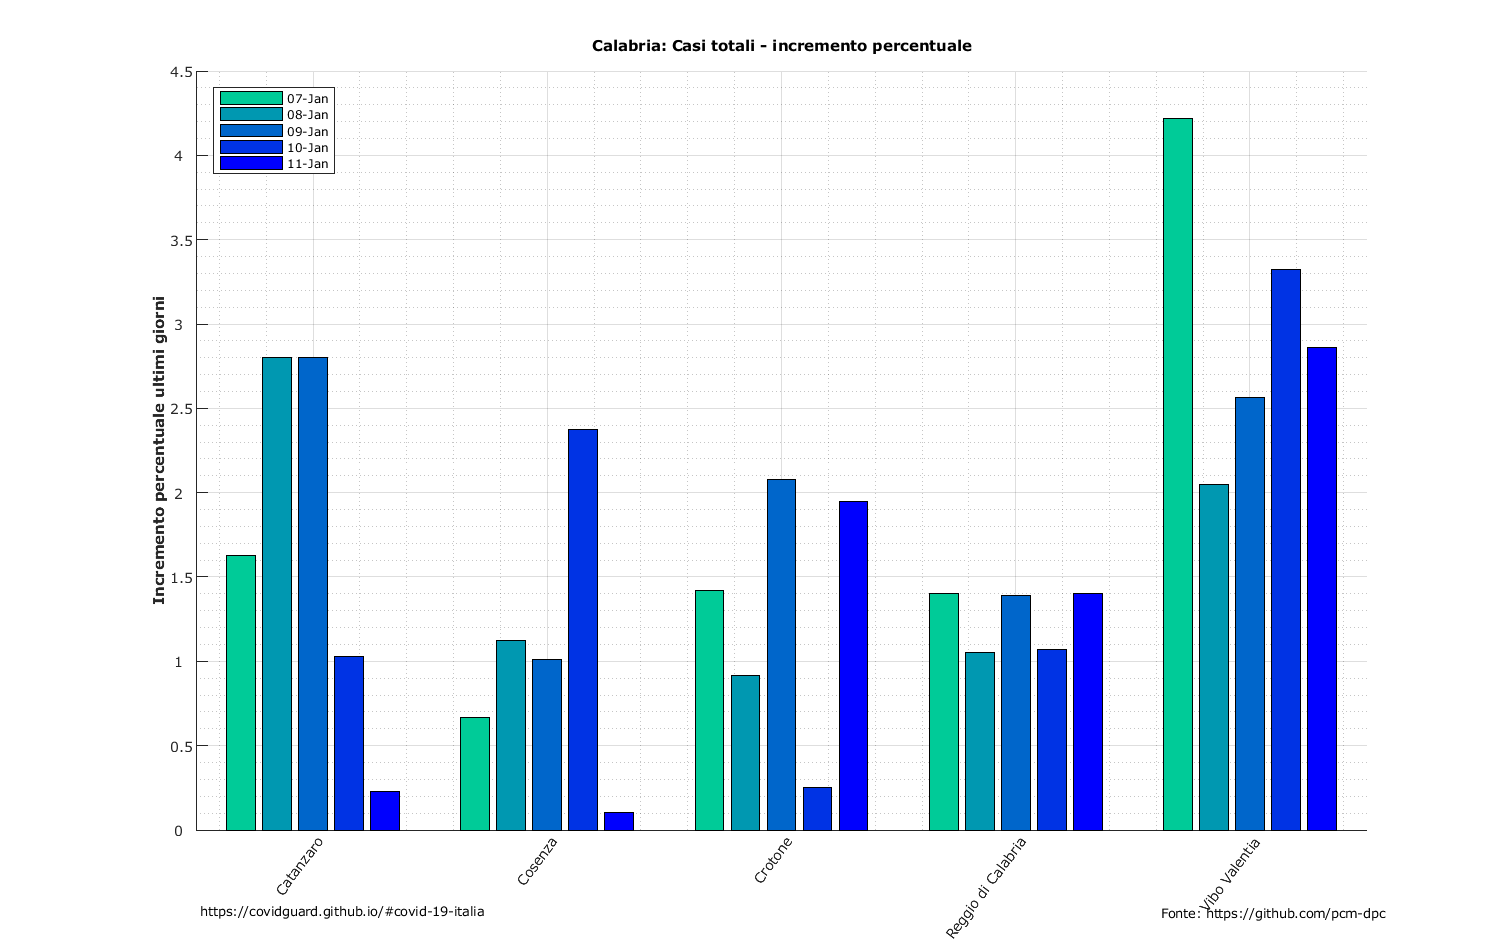 Calabria: Casi totali - incremento percentuale
Incremento percentuale ultimi giorni
4.5
4
3.5
3
2.5
2
1.5
1
0.5
0
07-Jan
08-Jan
09-Jan
10-Jan
11-Jan
Catanzaro
Cosenza
Crotone
Reggio di Calabria
Vibo Valentia
https://covidguard.github.io/#covid-19-italia
Fonte: https://github.com/pcm-dpc